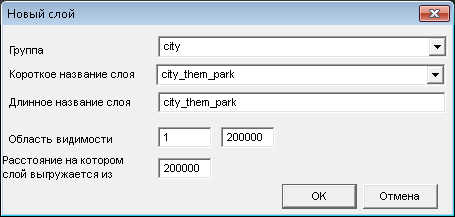 Новый слой
Группа city
Короткое название слоя city_them_park
Длинное название слоя city_them_park
Область видимости 1 200000
Расстояние на котором
слой выгружается из 200000
OK Отмена